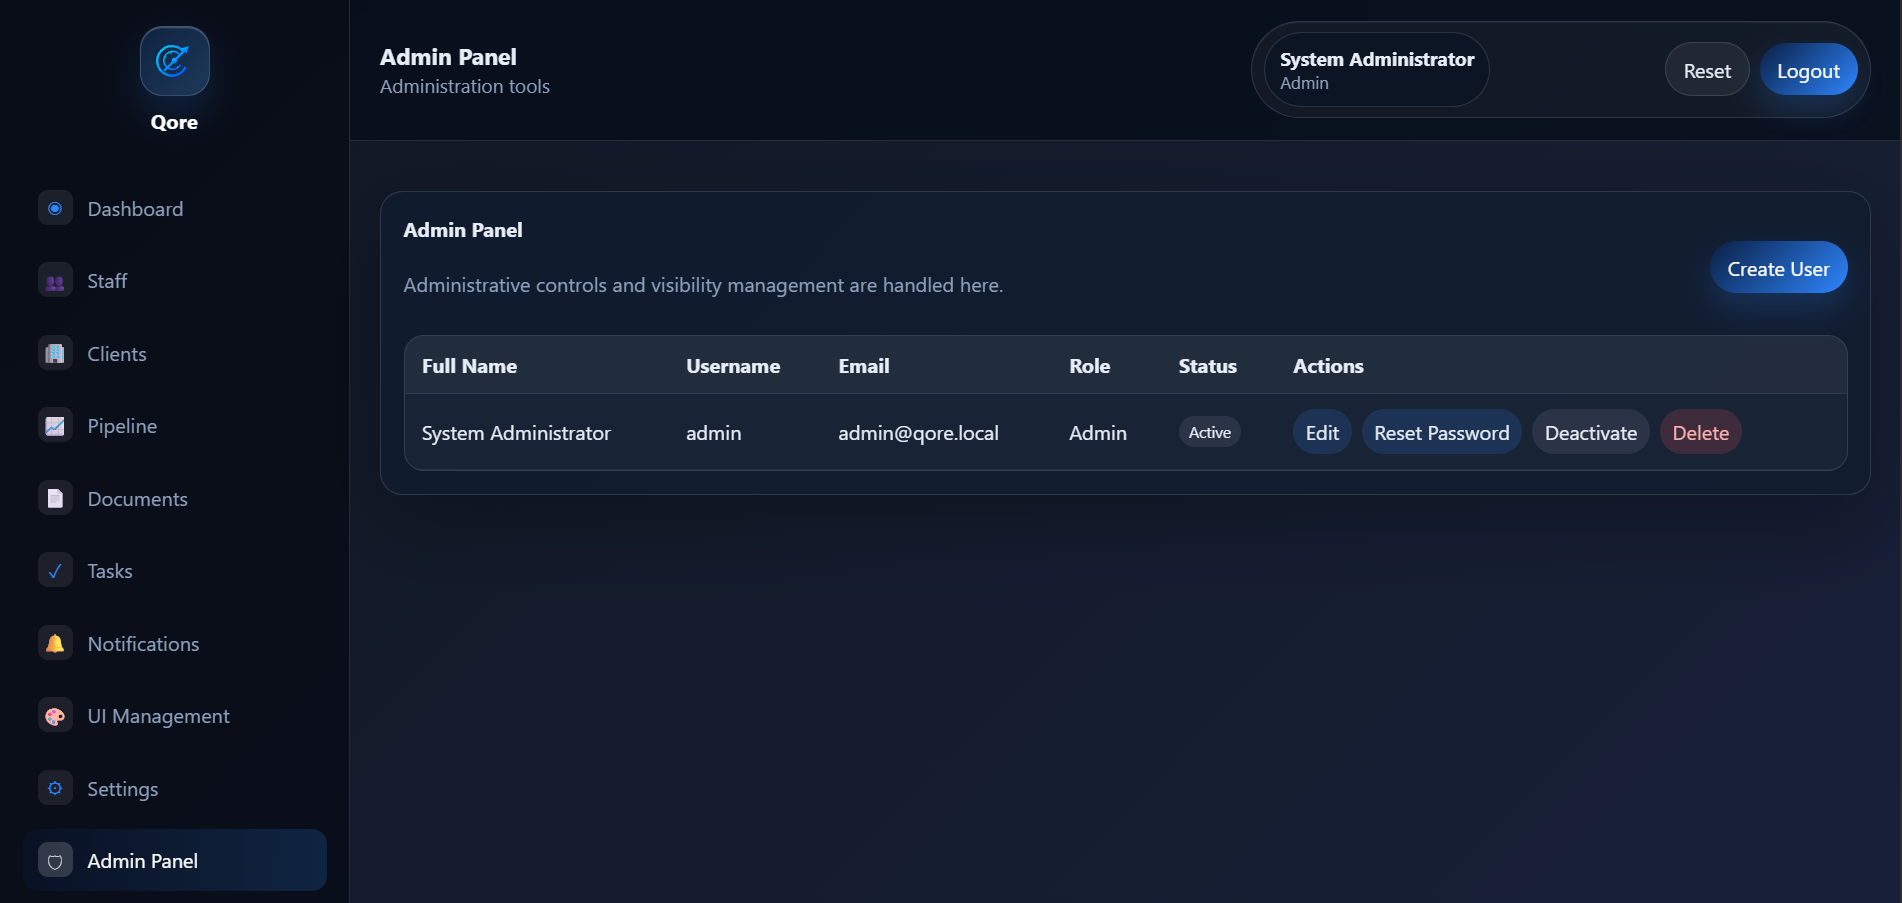 Qore
Dashboard
Staff
Clients
Pipeline
Documents
Tasks
Notifications
UI Management
Settings
Admin Panel
Admin Panel
Administration tools
System Administrator
Admin
Reset
Logout
Admin Panel
Administrative controls and visibility management are handled here.
Create User
Full Name Username Email Role Status Actions
System Administrator admin admin@qore.local Admin Active Edit Reset Password Deactivate Delete